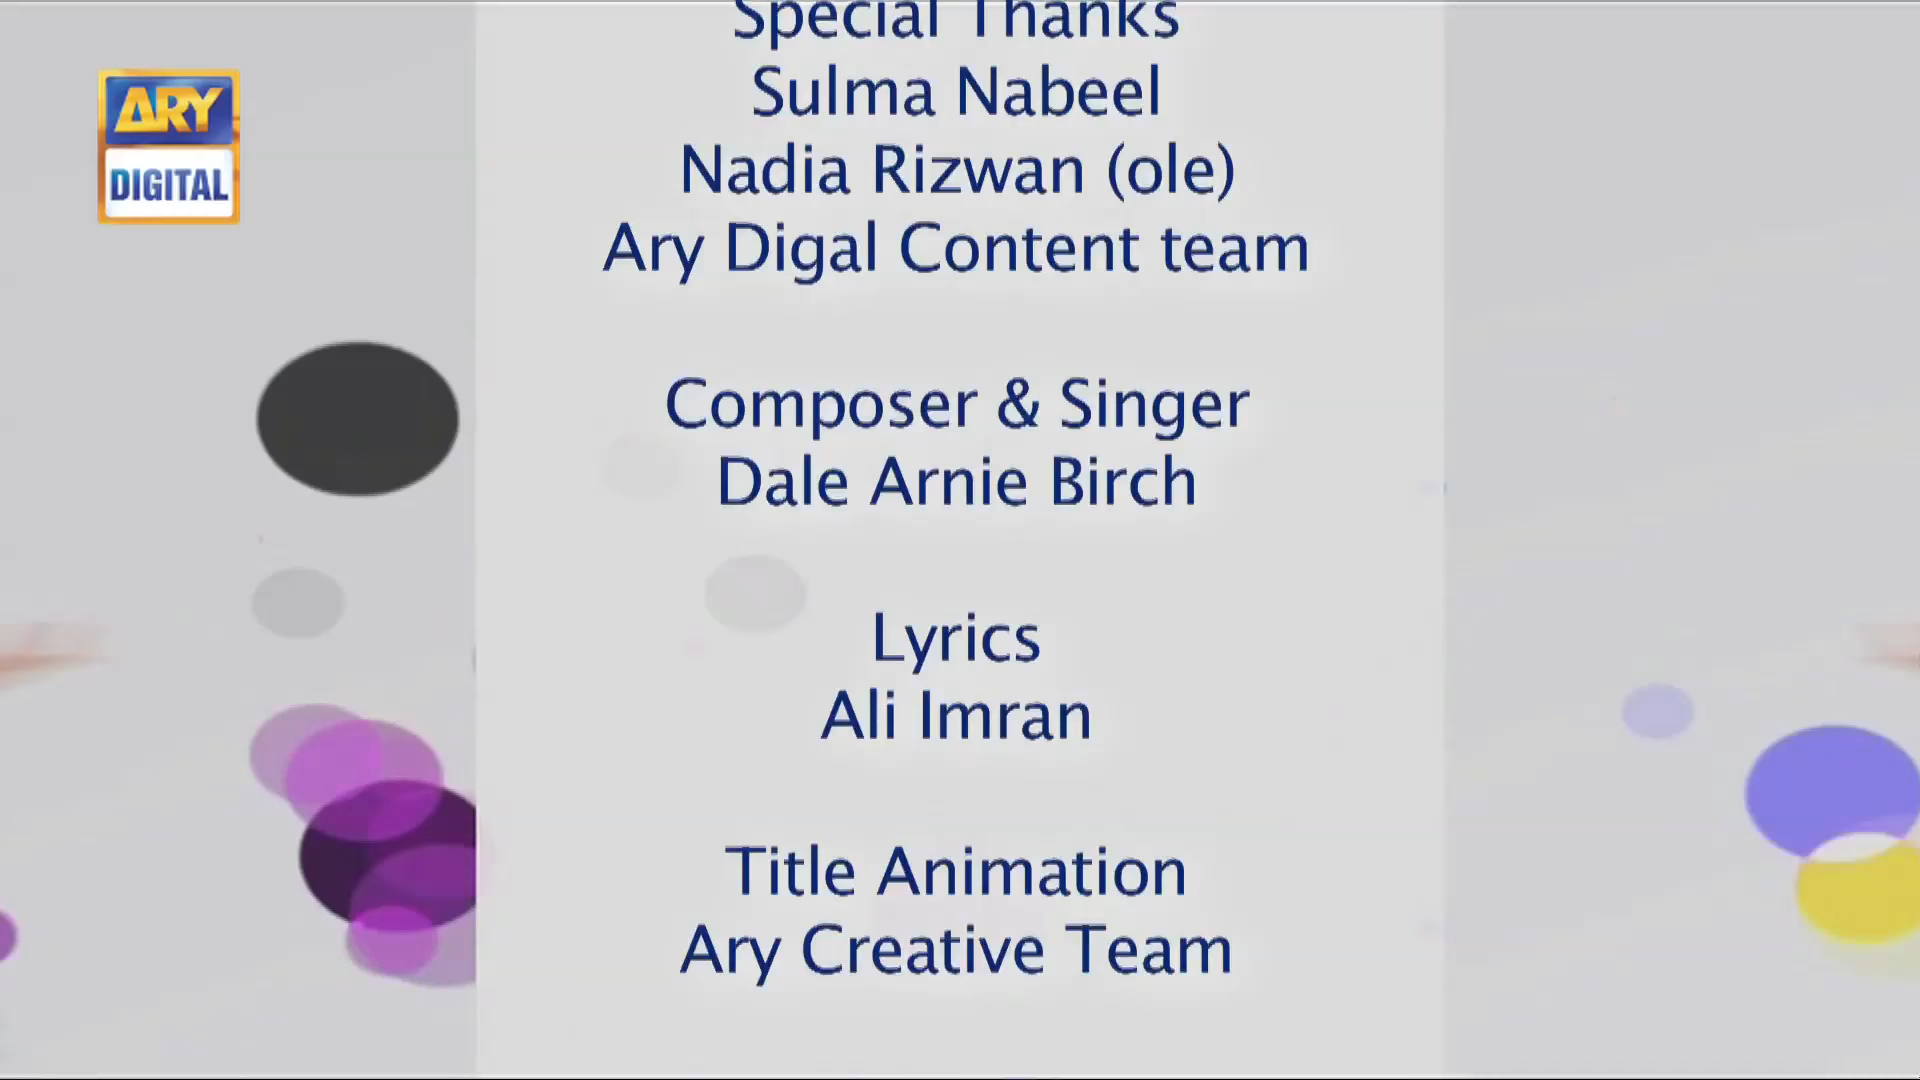 Special Thanks
ARY
DIGITAL
Sulma Nabeel
Nadia Rizwan (ole)
Ary Digal Content team
Composer & Singer
Dale Arnie Birch
Lyrics
Ali Imran
Title Animation
Ary Creative Team